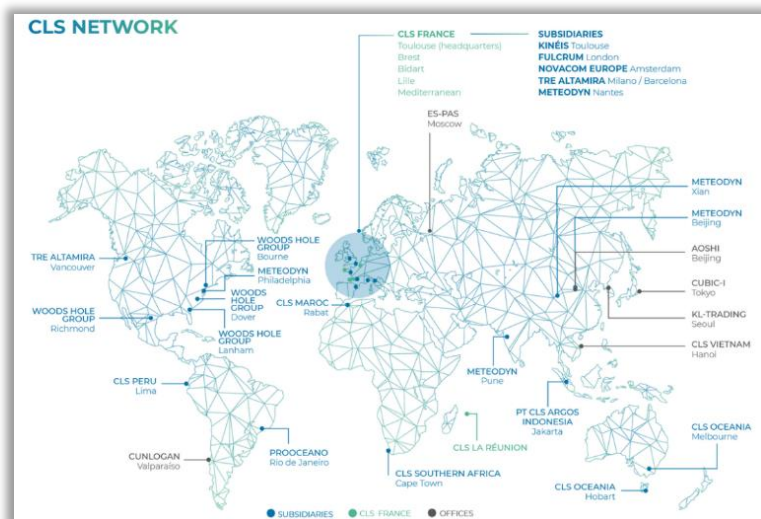 CLS NETWORK
CLS FRANCE
Toulouse (headquarters)
Brest
Bidart
Lille
Mediterranean
SUBSIDIARIES
KINÉIS Toulouse
FULCRUM London
NOVACOM EUROPE Amsterdam
TRE ALTAMIRA Milano / Barcelona
METEODYN Nantes
ES-PAS
Moscow
METEODYN
Xian
METEODYN
Beijing
AOSHI
Beijing
CUBIC-I
Tokyo
KL-TRADING
Seoul
CLS VIETNAM
Hanoi
WOODS HOLE
GROUP
Bourne
METEODYN
Philadelphia
WOODS
HOLE
GROUP
Dover
WOODS HOLE
GROUP
Lanham
TRE ALTAMIRA
Vancouver
WOODS HOLE
GROUP
Richmond
CLS MAROC
Rabat
METEODYN
Pune
CLS PERU
Lima
PT CLS ARGOS
INDONESIA
Jakarta
CLS OCEANIA
Melbourne
CLS LA RÉUNION
PROOCEANO
Rio de Janeiro
CUNLOGAN
Valparaíso
CLS SOUTHERN AFRICA
Cape Town
CLS OCEANIA
Hobart
SUBSIDIARIES
CLS FRANCE
OFFICES